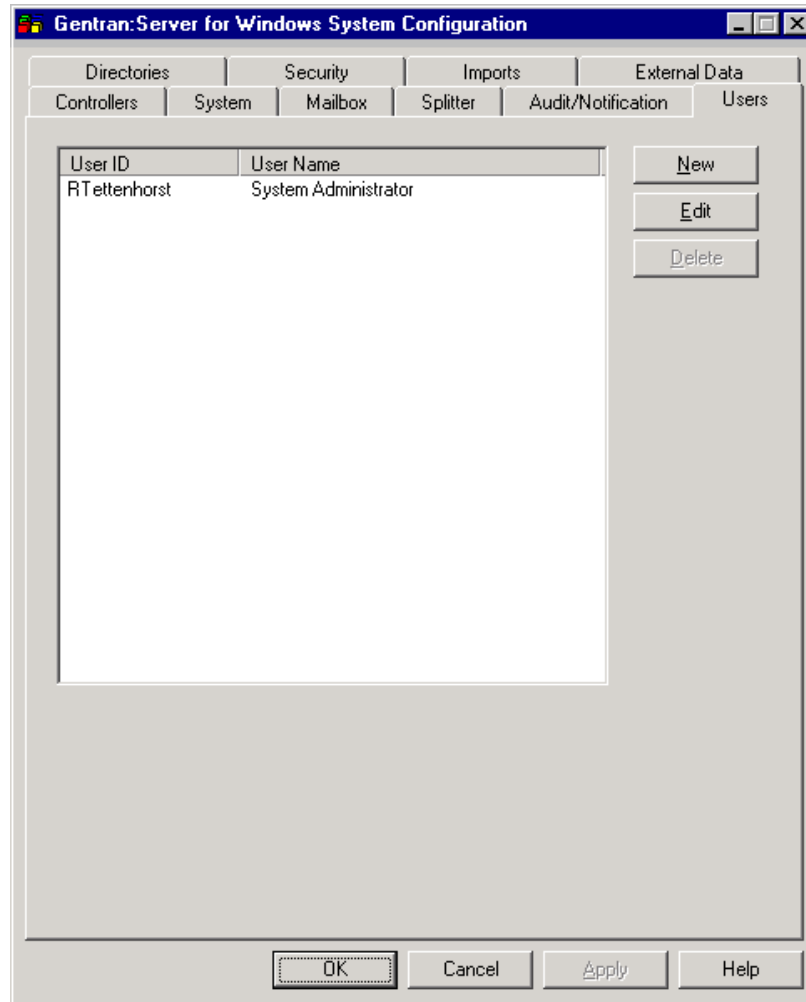 Gentran:Server for Windows System Configuration
Directories Security Imports External Data
Controllers System Mailbox Splitter Audit/Notification Users
User ID User Name New
RTettenhorst System Administrator
Edit
Delete
OK Cancel Apply Help